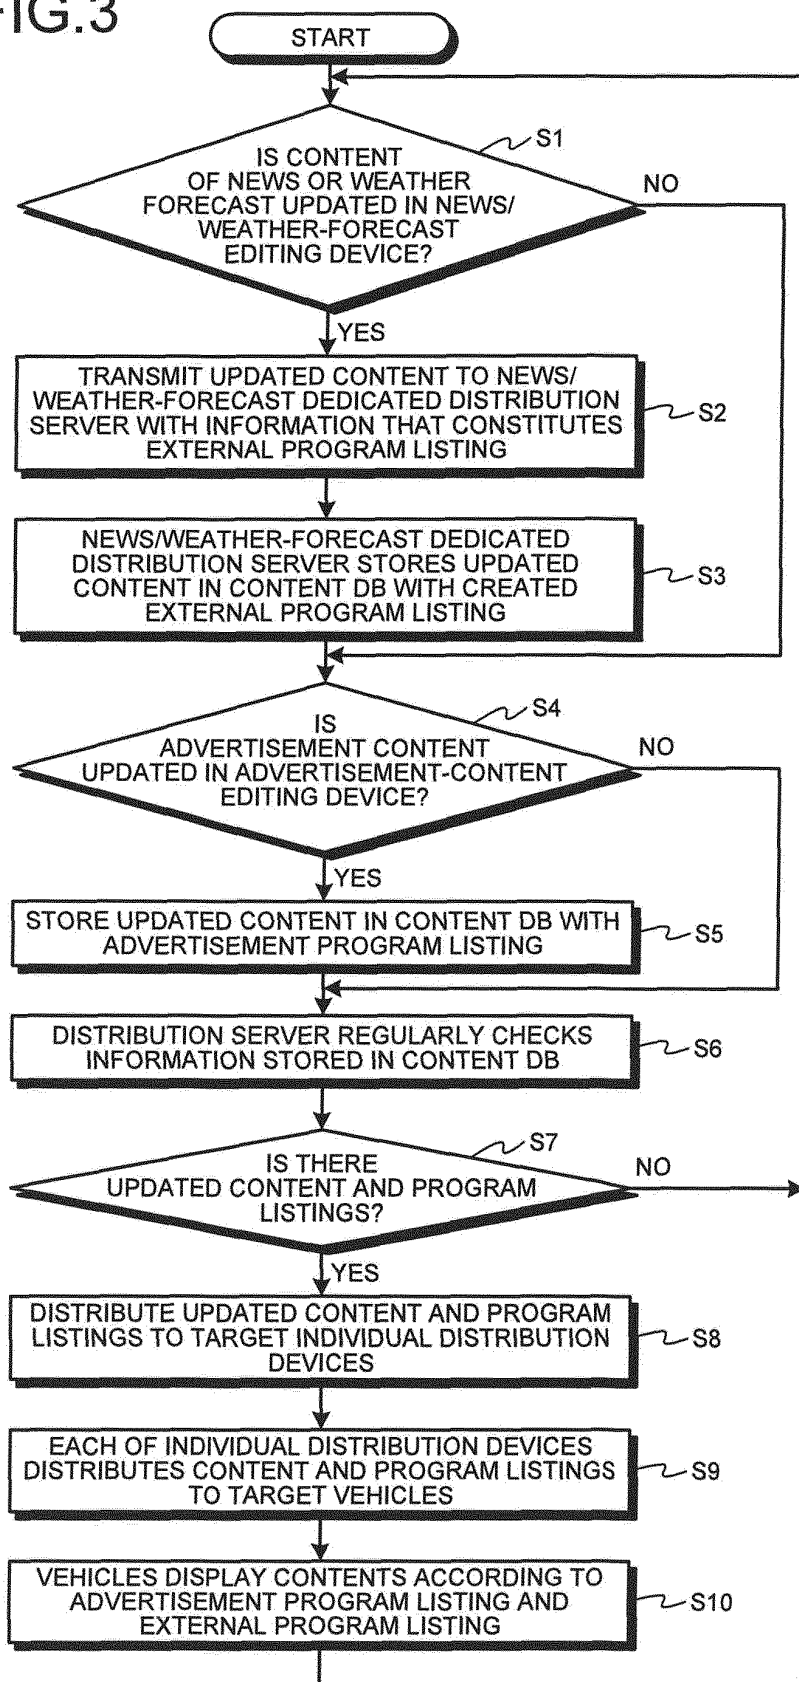 FIG.3
START
S1
IS CONTENT
OF NEWS OR WEATHER
FORECAST UPDATED IN NEWS/
WEATHER-FORECAST
EDITING DEVICE?
NO
YES
TRANSMIT UPDATED CONTENT TO NEWS/
WEATHER-FORECAST DEDICATED DISTRIBUTION
SERVER WITH INFORMATION THAT CONSTITUTES
EXTERNAL PROGRAM LISTING
S2
NEWS/WEATHER-FORECAST DEDICATED
DISTRIBUTION SERVER STORES UPDATED
CONTENT IN CONTENT DB WITH CREATED
EXTERNAL PROGRAM LISTING
S3
S4
IS
ADVERTISEMENT CONTENT
UPDATED IN ADVERTISEMENT-CONTENT
EDITING DEVICE?
NO
YES
STORE UPDATED CONTENT IN CONTENT DB WITH
ADVERTISEMENT PROGRAM LISTING
S5
DISTRIBUTION SERVER REGULARLY CHECKS
INFORMATION STORED IN CONTENT DB
S6
S7
IS THERE
UPDATED CONTENT AND PROGRAM
LISTINGS?
NO
YES
DISTRIBUTE UPDATED CONTENT AND PROGRAM
LISTINGS TO TARGET INDIVIDUAL DISTRIBUTION
DEVICES
S8
EACH OF INDIVIDUAL DISTRIBUTION DEVICES
DISTRIBUTES CONTENT AND PROGRAM LISTINGS
TO TARGET VEHICLES
S9
VEHICLES DISPLAY CONTENTS ACCORDING TO
ADVERTISEMENT PROGRAM LISTING AND
EXTERNAL PROGRAM LISTING
S10